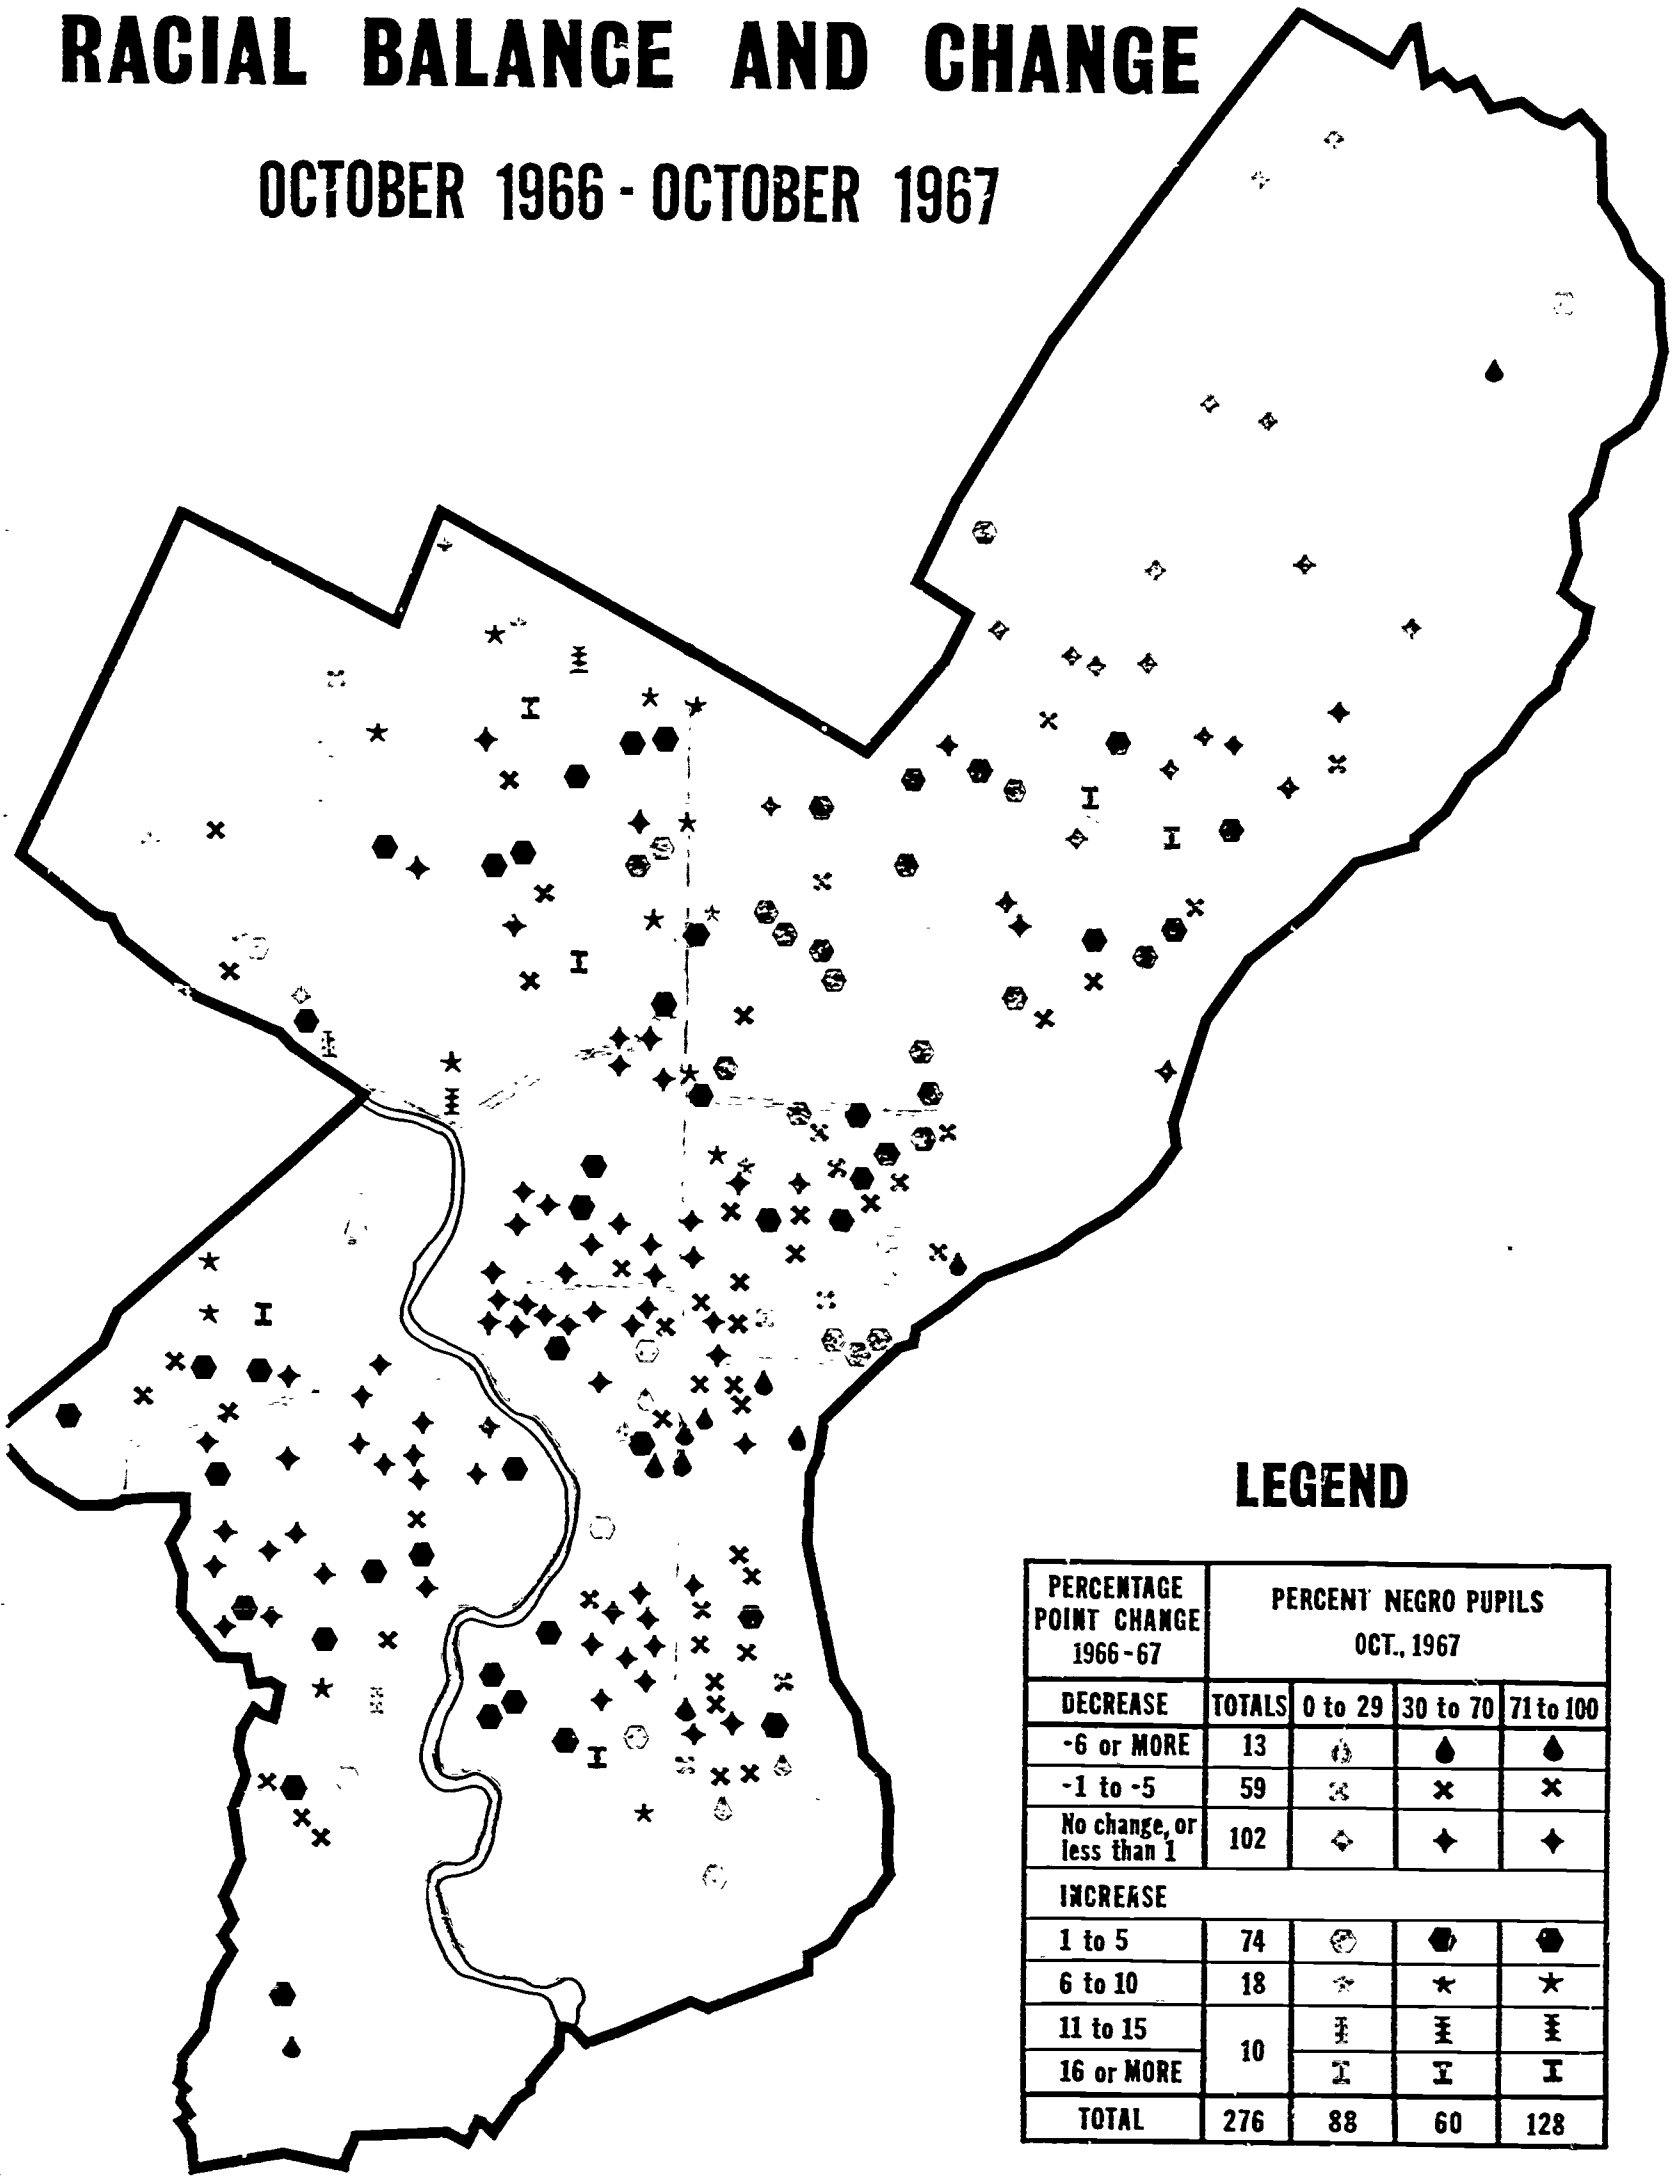 RACIAL BALANCE AND CHANGE
OCTOBER 1966 - OCTOBER 1967
LEGEND
PERCENTAGE
POINT CHANGE
1966-67
PERCENT NEGRO PUPILS
OCT., 1967
DECREASE TOTALS 0 to 29 30 to 70 71 to 100
-6 or MORE 13
-1 to -5 59
No change, or
less than 1 102
INCREASE
1 to 5 74
6 to 10 18
11 to 15
10
16 or MORE
TOTAL 276 88 60 128